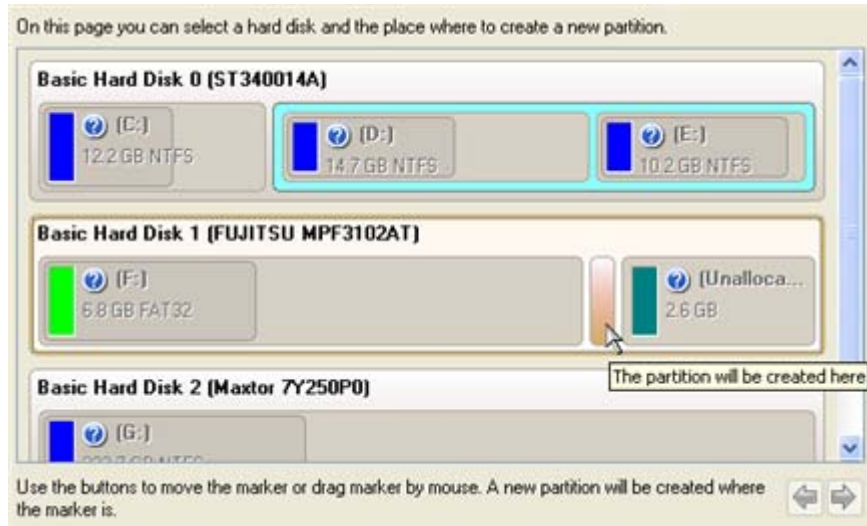 On this page you can select a hard disk and the place where to create a new partition.
Basic Hard Disk 0 (ST340014A)
(C:)
12.2 GB NTFS
(D:)
14.7 GB NTFS
(E:)
10.2 GB NTFS
Basic Hard Disk 1 (FUJITSU MPF3102AT)
(F:)
6.8 GB FAT32
(Unalloca...
2.6 GB
The partition will be created here
Basic Hard Disk 2 (Maxtor 7Y250P0)
(G:)
Use the buttons to move the marker or drag marker by mouse. A new partition will be created where
the marker is.